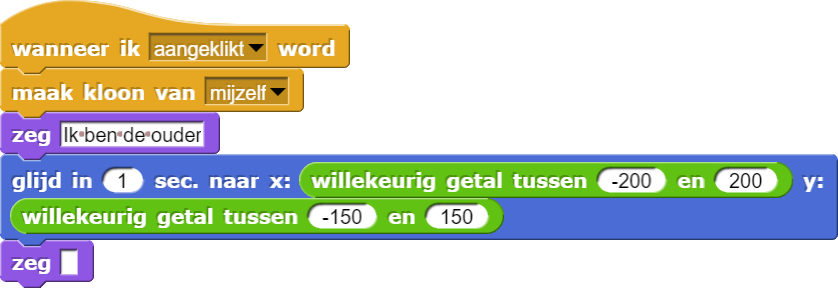 wanneer ik aangeklikt word
maak kloon van mijzelf
zeg Ik ben de ouder
glijd in 1 sec. naar x: willekeurig getal tussen -200 en 200 y:
willekeurig getal tussen -150 en 150
zeg